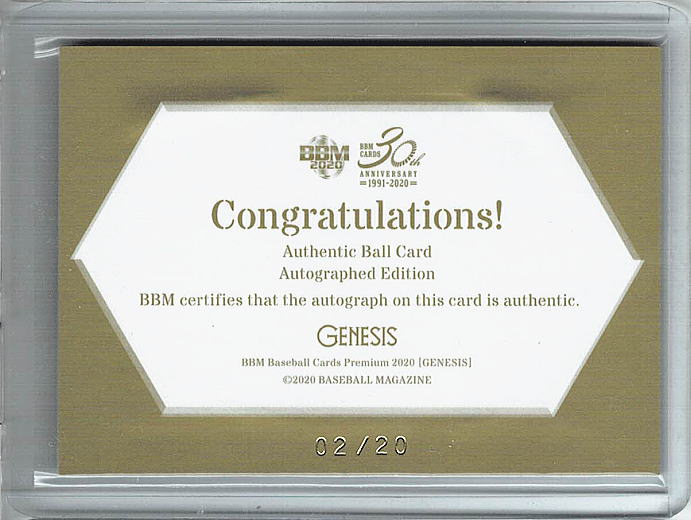 BBM
2020
BBM
CARDS
30th
ANNIVERSARY
=1991-2020=
Congratulations!
Authentic Ball Card
Autographed Edition
BBM certifies that the autograph on this card is authentic.
GENESIS
BBM Baseball Cards Premium 2020 [GENESIS]
©2020 BASEBALL MAGAZINE
02/20